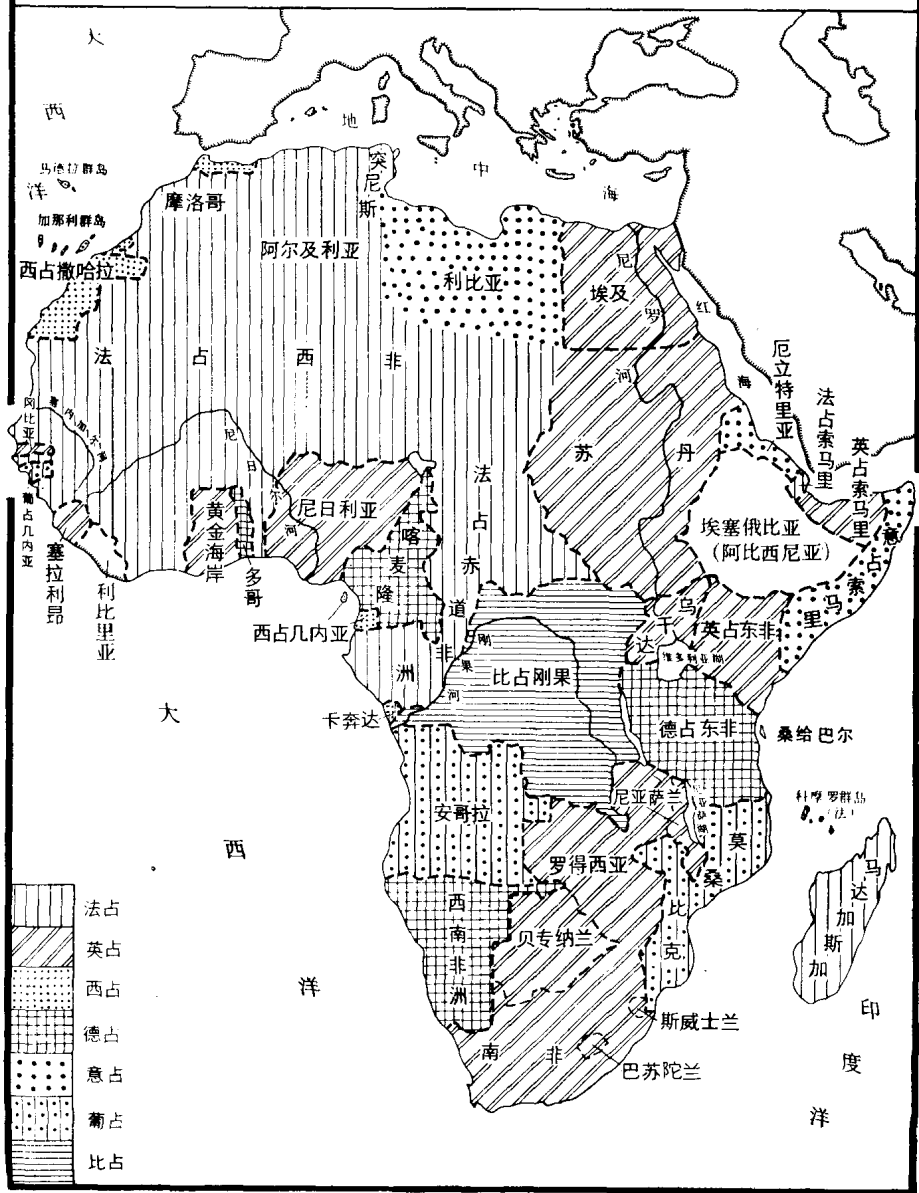 大
西
洋
地
中
海
马德拉群岛
加那利群岛
摩洛哥
突尼斯
阿尔及利亚
西占撒哈拉
利比亚
埃及
尼
罗
河
红
海
厄立特里亚
法占索马里
英占索马里
法占西非
冈比亚
塞内加尔河
尼日尔河
苏丹
葡占几内亚
塞拉利昂
利比里亚
黄金海岸
多哥
尼日利亚
喀麦隆
法占赤道非洲
埃塞俄比亚
（阿比西尼亚）
意占索马里
西占几内亚
乌干达
英占东非
维多利亚湖
刚果河
比占刚果
卡奔达
德占东非
桑给巴尔
大
西
洋
安哥拉
尼亚萨兰
科摩罗群岛
（法）
罗得西亚
莫桑比克
马达加斯加
西南非洲
贝专纳兰
斯威士兰
南非
巴苏陀兰
印
度
洋
法占
英占
西占
德占
意占
葡占
比占